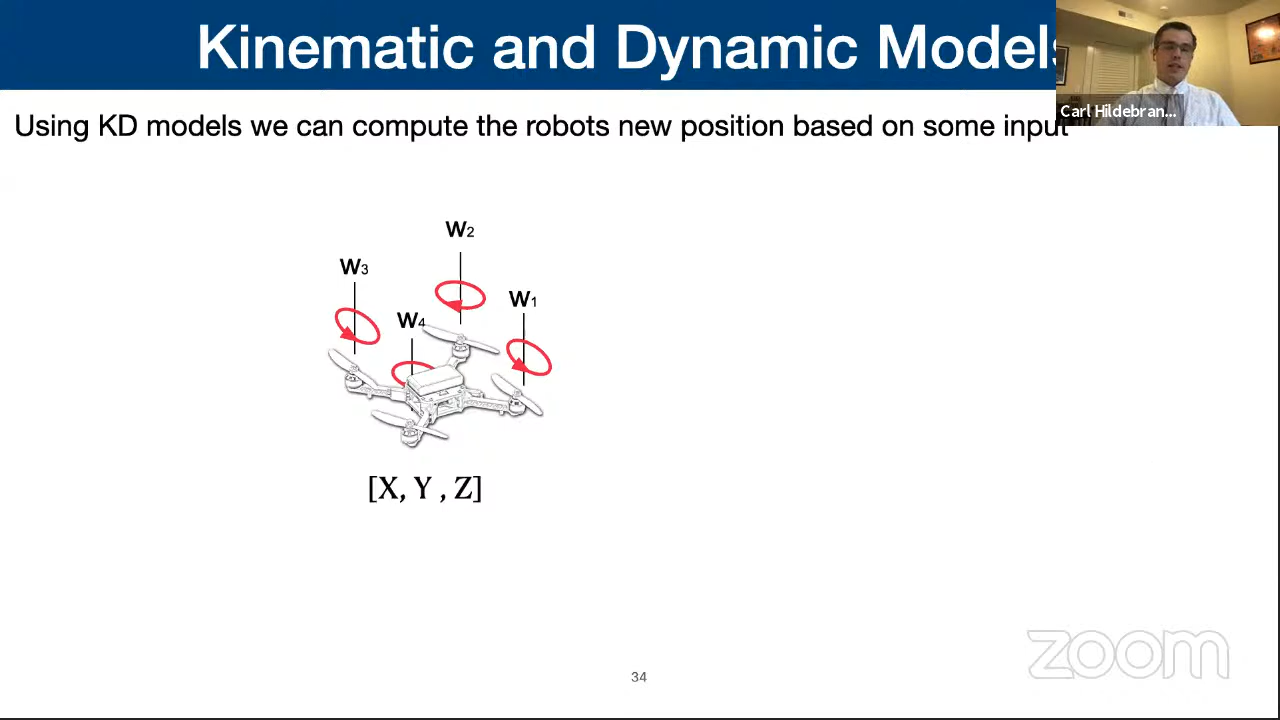 Kinematic and Dynamic Models
Carl Hildebran...
Using KD models we can compute the robots new position based on some input
W2
W3
W1
W4
[X, Y , Z]
zoom
34